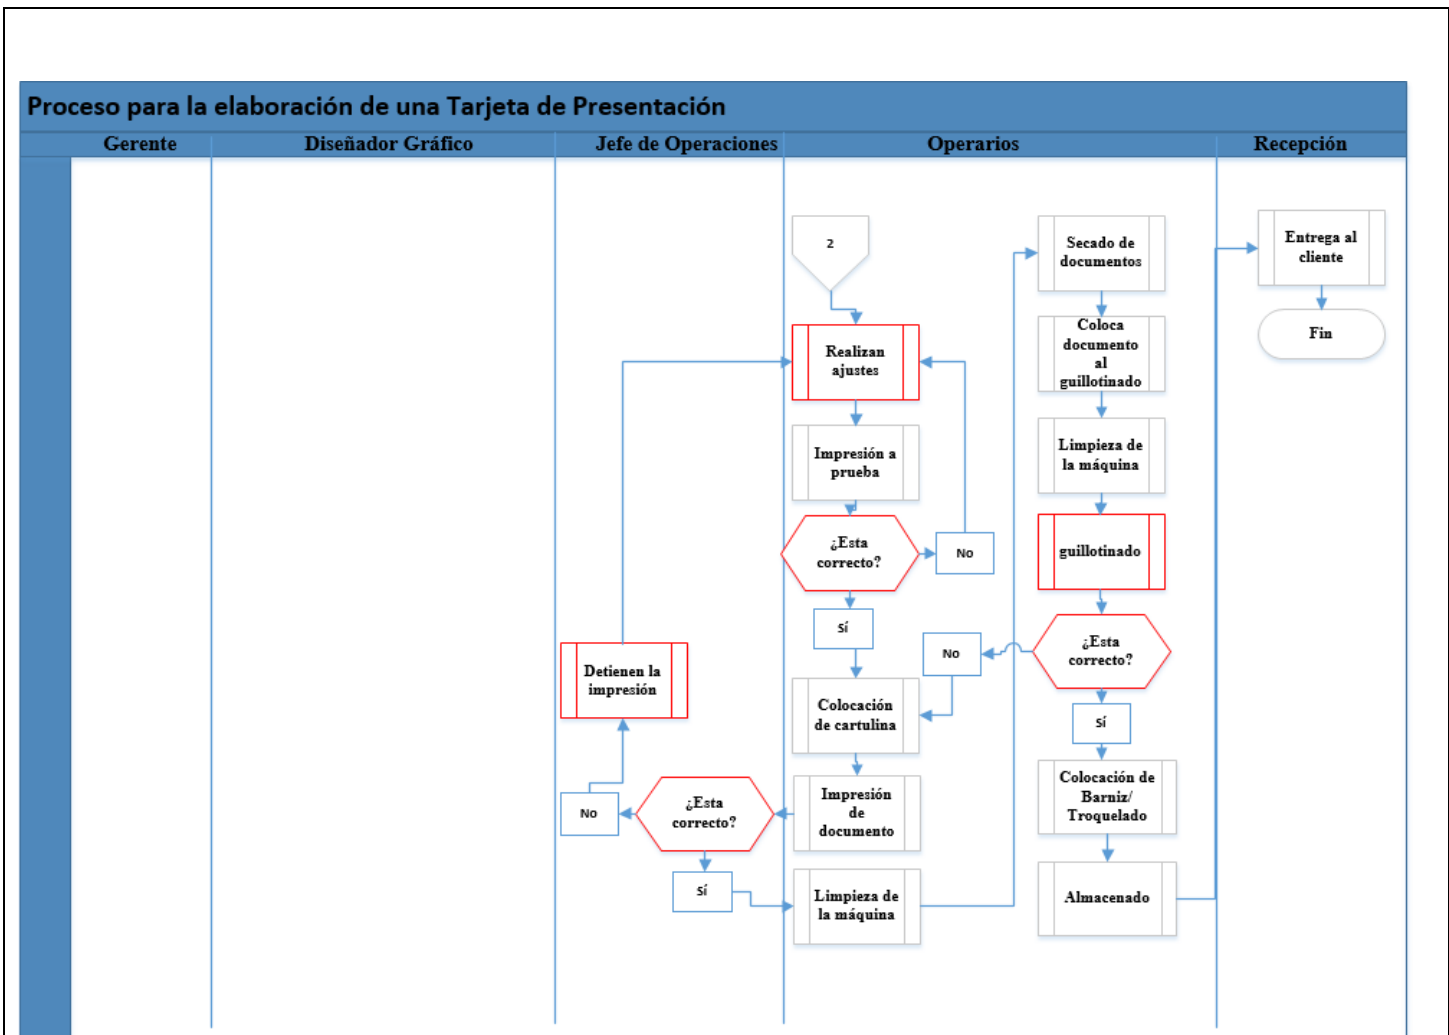 Proceso para la elaboración de una Tarjeta de Presentación
Gerente
Diseñador Gráfico
Jefe de Operaciones
Operarios
Recepción
2
Realizan
ajustes
Impresión a
prueba
¿Esta
correcto?
No
Sí
Detienen la
impresión
Colocación
de cartulina
Impresión
de
documento
¿Esta
correcto?
No
Sí
Limpieza de
la máquina
Secado de
documentos
Coloca
documento
al
guillotinado
Limpieza de
la máquina
guillotinado
¿Esta
correcto?
No
Sí
Colocación de
Barniz/
Troquelado
Almacenado
Entrega al
cliente
Fin